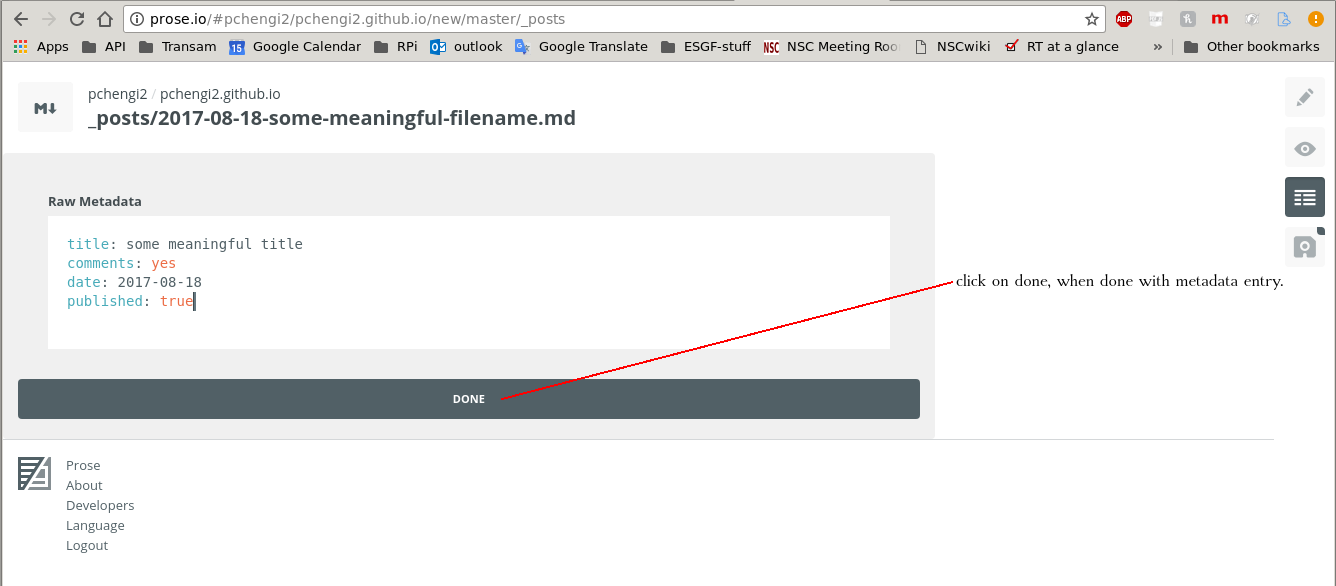 prose.io/#pchengi2/pchengi2.github.io/new/master/_posts
ABP
m
Apps API Transam 15 Google Calendar RPi outlook Google Translate ESGF-stuff NSC NSC Meeting Roo NSCwiki RT at a glance » Other bookmarks
M
pchengi2 / pchengi2.github.io
_posts/2017-08-18-some-meaningful-filename.md
Raw Metadata
title: some meaningful title
comments: yes
date: 2017-08-18
published: true
click on done, when done with metadata entry.
DONE
Prose
About
Developers
Language
Logout